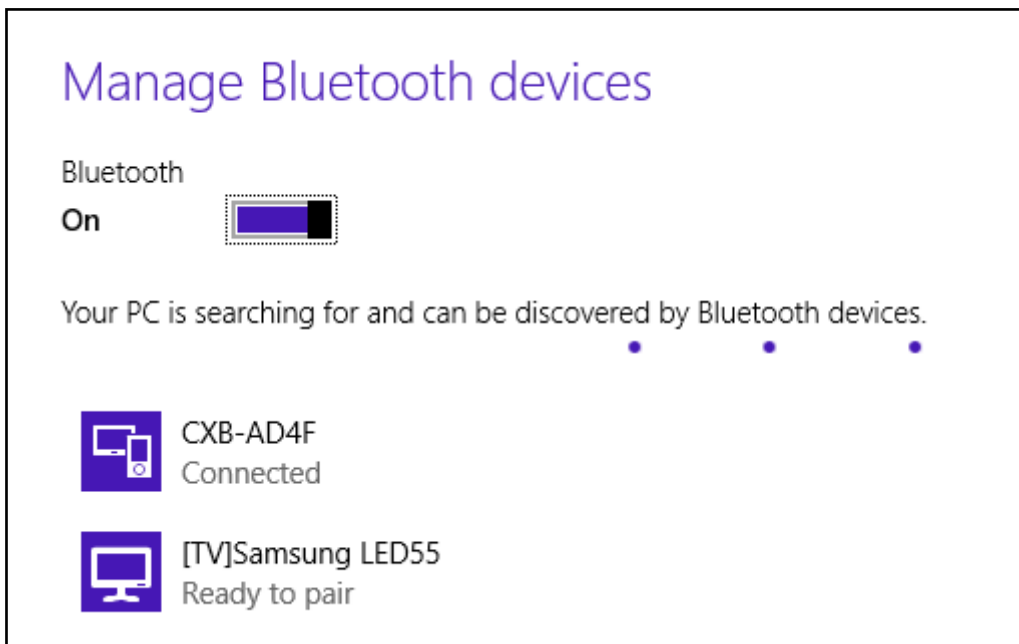 Manage Bluetooth devices
Bluetooth
On
Your PC is searching for and can be discovered by Bluetooth devices.
CXB-AD4F
Connected
[TV]Samsung LED55
Ready to pair